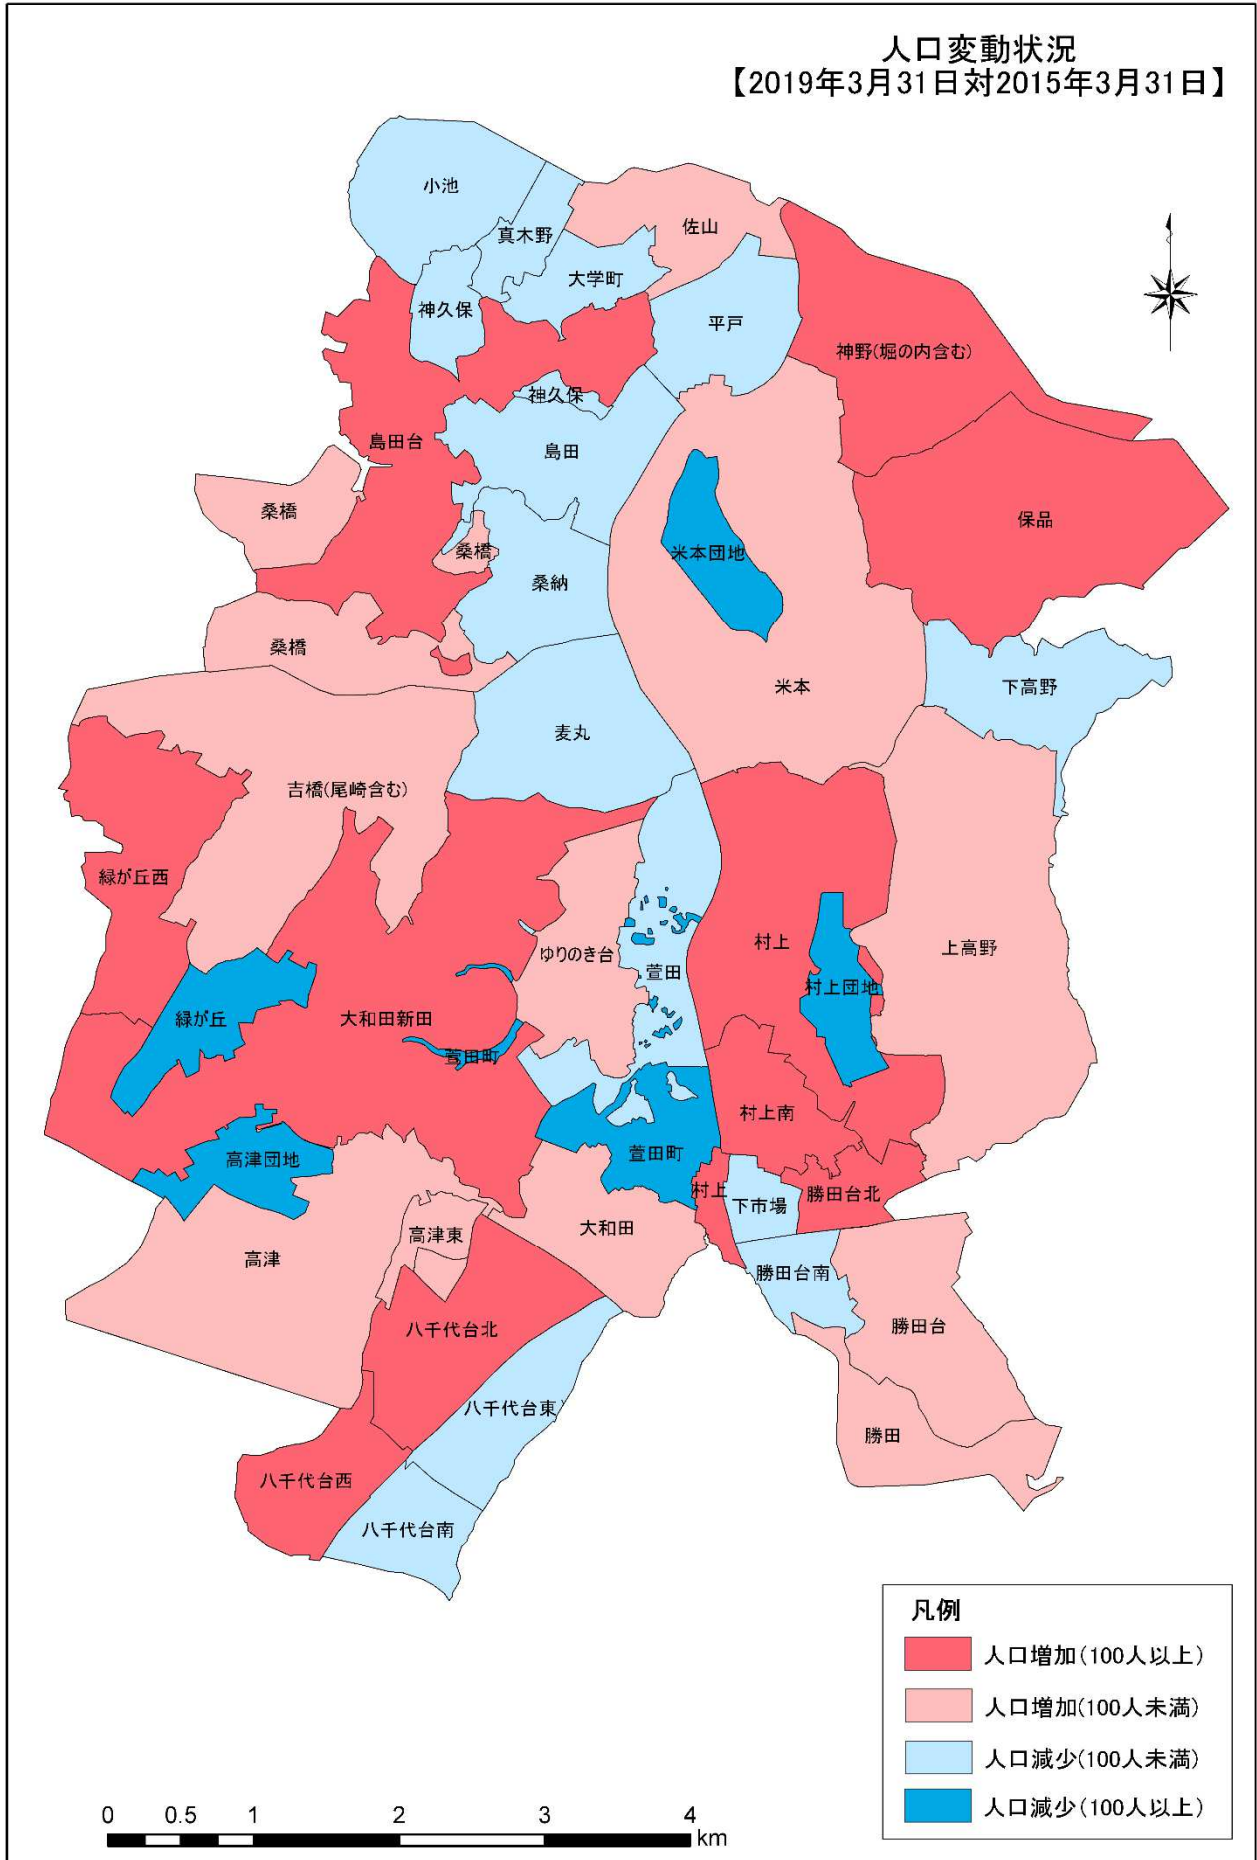 人口変動状況
【2019年3月31日対2015年3月31日】
小池
真木野
佐山
大学町
神久保
平戸
神野(堀の内含む)
神久保
島田台
島田
桑橋
保品
桑橋
米本団地
桑納
桑橋
米本
下高野
麦丸
吉橋(尾崎含む)
緑が丘西
村上
上高野
ゆりのき台
萱田
村上団地
緑が丘
大和田新田
萱田町
村上南
萱田町
高津団地
村上
下市場
勝田台北
大和田
高津東
高津
勝田台南
勝田台
八千代台北
八千代台東
勝田
八千代台西
八千代台南
凡例
人口増加(100人以上)
人口増加(100人未満)
人口減少(100人未満)
人口減少(100人以上)
0 0.5 1 2 3 4
km